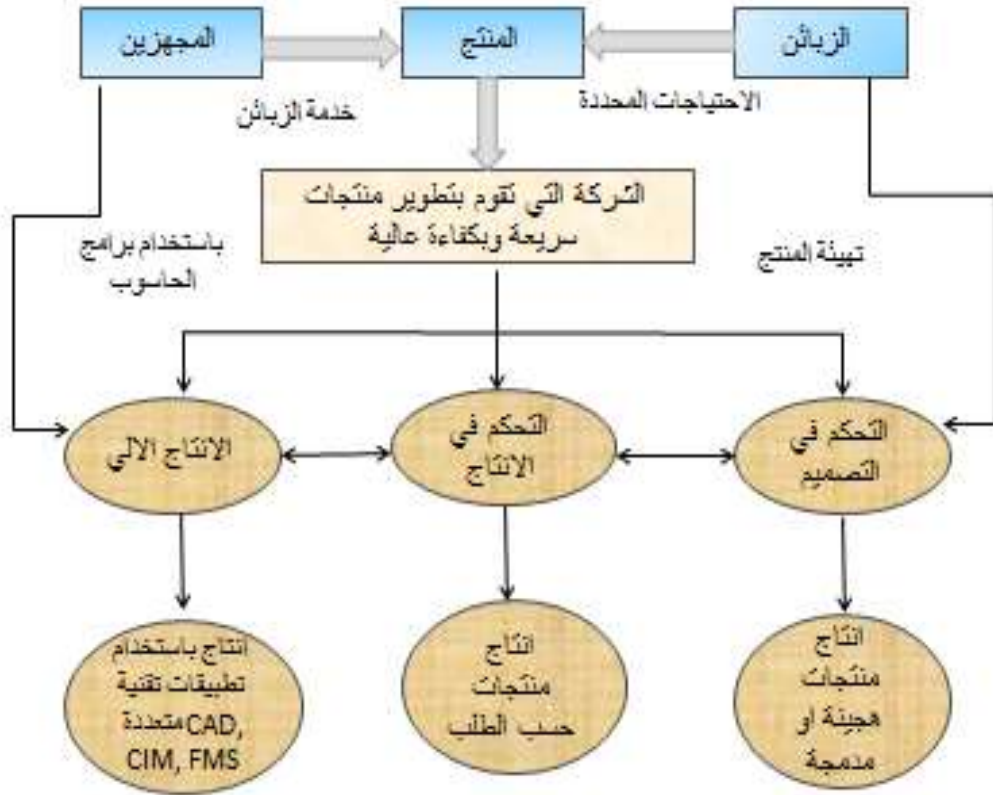 الزبائن
المنتج
المجهزين
الاحتياجات المحددة
خدمة الزبائن
الشركة التي تقوم بتطوير منتجات
سريعة وبكفاءة عالية
تهيئة المنتج
باستخدام برامج
الحاسوب
التحكم في
التصميم
التحكم في
الانتاج
الانتاج الالي
انتاج
منتجات
هجينة او
مدمجة
انتاج
منتجات
حسب الطلب
انتاج باستخدام
تطبيقات تقنية
متعددة CAD,
CIM, FMS